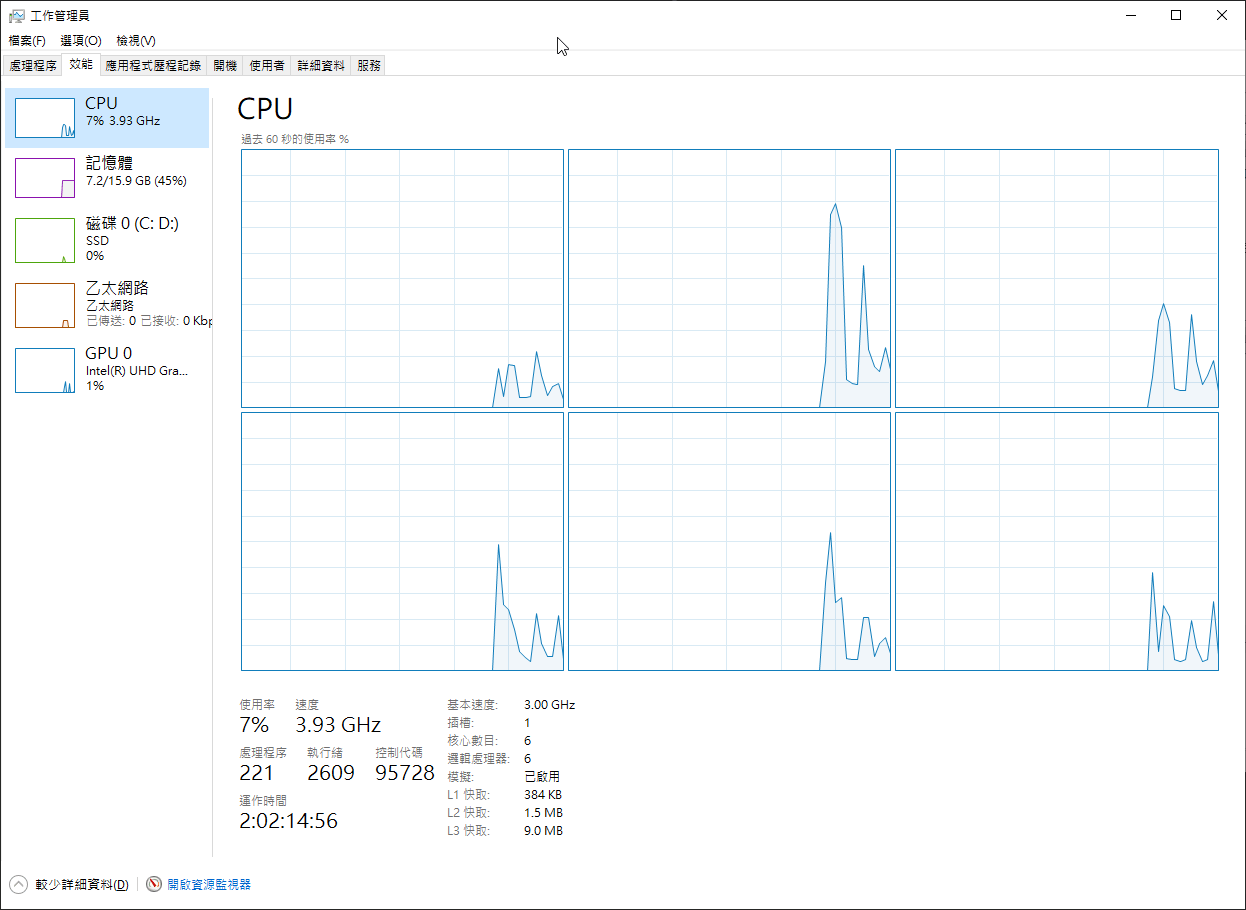 工作管理員
檔案(F) 選項(O) 檢視(V)
處理程序 效能 應用程式歷程記錄 開機 使用者 詳細資料 服務
CPU
7% 3.93 GHz
記憶體
7.2/15.9 GB (45%)
磁碟 0 (C: D:)
SSD
0%
乙太網路
乙太網路
已傳送: 0 已接收: 0 Kbp
GPU 0
Intel(R) UHD Gra...
1%
CPU
過去 60 秒的使用率 %
使用率 速度
7% 3.93 GHz
處理程序 執行緒 控制代碼
221 2609 95728
運作時間
2:02:14:56
基本速度: 3.00 GHz
插槽: 1
核心數目: 6
邏輯處理器: 6
模擬: 已啟用
L1 快取: 384 KB
L2 快取: 1.5 MB
L3 快取: 9.0 MB
較少詳細資料(D) 開啟資源監視器